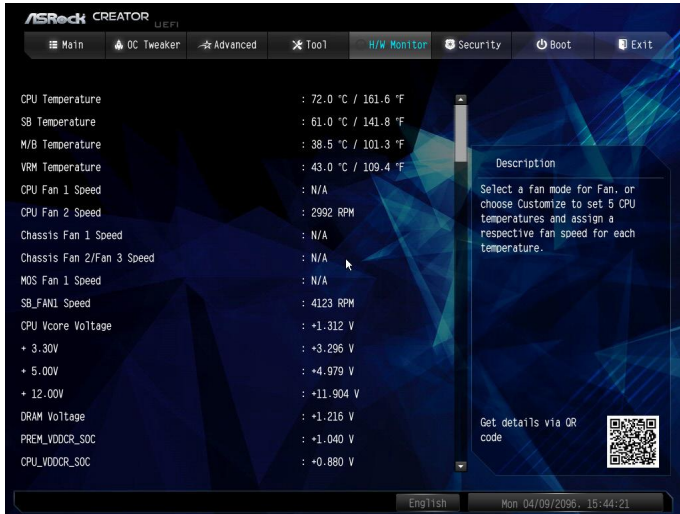 ASRock CREATOR UEFI
Main OC Tweaker Advanced Tool H/W Monitor Security Boot Exit
CPU Temperature : 72.0 °C / 161.6 °F
SB Temperature : 61.0 °C / 141.8 °F
M/B Temperature : 38.5 °C / 101.3 °F
VRM Temperature : 43.0 °C / 109.4 °F
CPU Fan 1 Speed : N/A
CPU Fan 2 Speed : 2992 RPM
Chassis Fan 1 Speed : N/A
Chassis Fan 2/Fan 3 Speed : N/A
MOS Fan 1 Speed : N/A
SB_FAN1 Speed : 4123 RPM
CPU Vcore Voltage : +1.312 V
+ 3.30V : +3.296 V
+ 5.00V : +4.979 V
+ 12.00V : +11.904 V
DRAM Voltage : +1.216 V
PREM_VDDCR_SOC : +1.040 V
CPU_VDDCR_SOC : +0.880 V
Description
Select a fan mode for Fan. or
choose Customize to set 5 CPU
temperatures and assign a
respective fan speed for each
temperature.
Get details via QR
code
English Mon 04/09/2096. 15:44:21